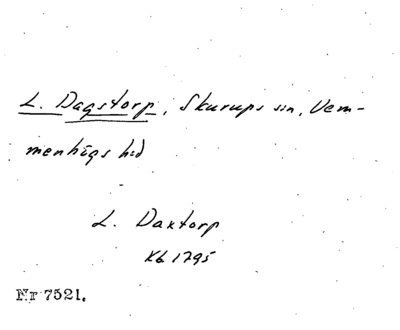 L. Dagstorp, Skurups sn, Vem-
menhögs hd
L. Daxtorp
Kb 1795
Nr 7521.